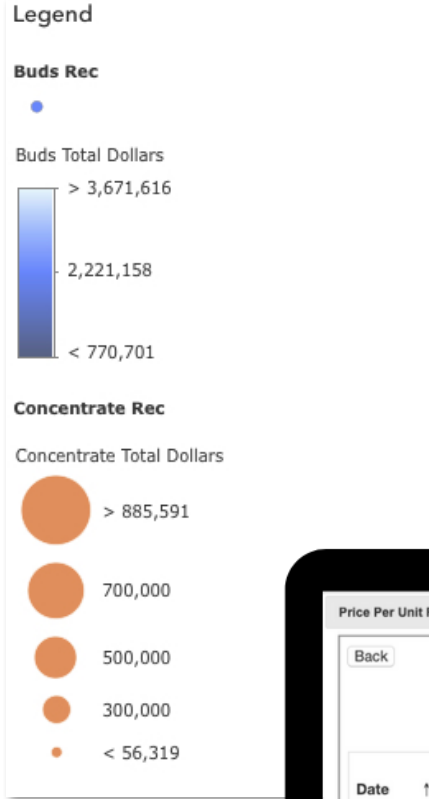 Legend
Buds Rec
Buds Total Dollars
> 3,671,616
2,221,158
< 770,701
Concentrate Rec
Concentrate Total Dollars
> 885,591
700,000
500,000
300,000
< 56,319
Price Per Unit
Back
Date ↑